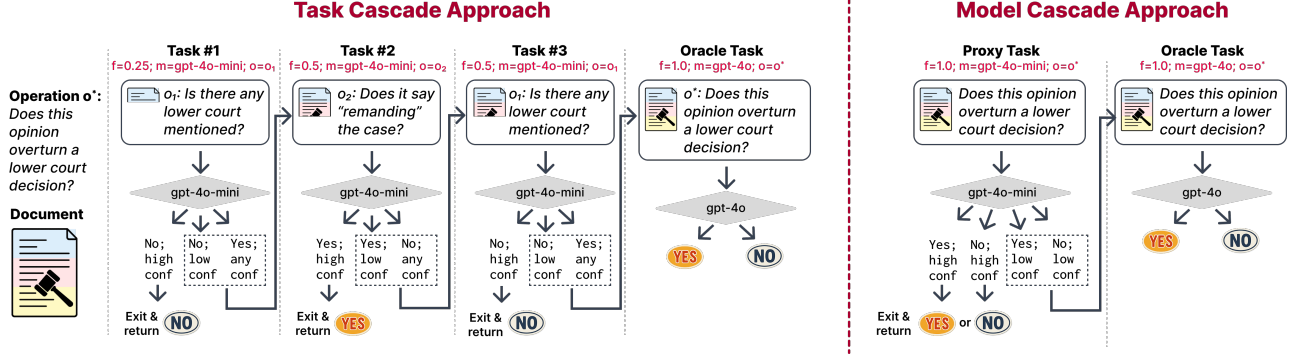 Task Cascade Approach
Operation o*:
Does this
opinion
overturn a
lower court
decision?
Document
Task #1
f=0.25; m=gpt-4o-mini; o=o₁
o₁: Is there any
lower court
mentioned?
gpt-4o-mini
No;
high
conf
No;
low
conf
Yes;
any
conf
Exit &
return
NO
Task #2
f=0.5; m=gpt-4o-mini; o=o₂
o₂: Does it say
“remanding”
the case?
gpt-4o-mini
Yes;
high
conf
Yes;
low
conf
No;
any
conf
Exit &
return
YES
Task #3
f=0.5; m=gpt-4o-mini; o=o₁
o₁: Is there any
lower court
mentioned?
gpt-4o-mini
No;
high
conf
No;
low
conf
Yes;
any
conf
Exit &
return
NO
Oracle Task
f=1.0; m=gpt-4o; o=o*
o*: Does this
opinion overturn
a lower court
decision?
gpt-4o
YES
NO
Model Cascade Approach
Proxy Task
f=1.0; m=gpt-4o-mini; o=o*
Does this opinion
overturn a lower
court decision?
gpt-4o-mini
Yes;
high
conf
No;
high
conf
Yes;
low
conf
No;
low
conf
Exit &
return
YES
or
NO
Oracle Task
f=1.0; m=gpt-4o; o=o*
Does this opinion
overturn a lower
court decision?
gpt-4o
YES
NO